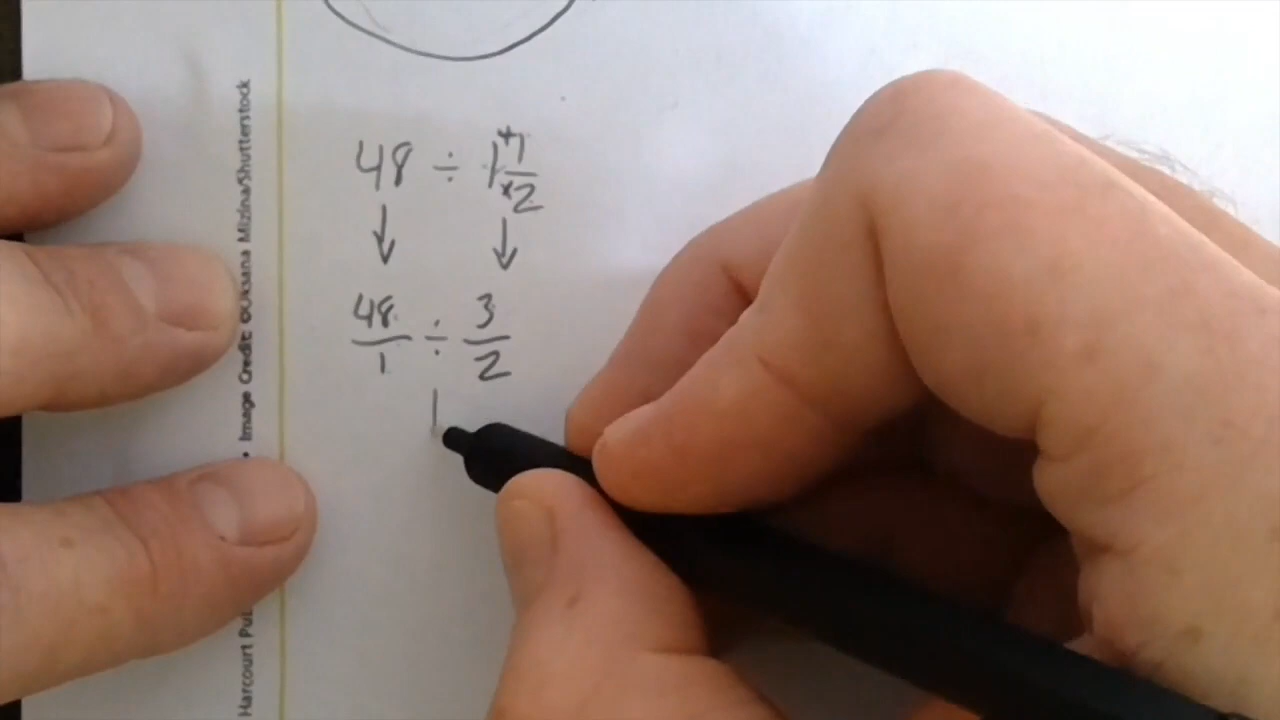 48 ÷ 1 1/2
↓ ↓
48/1 ÷ 3/2
Harcourt Pu
• Image Credit: ©Oksana Mizina/Shutterstock